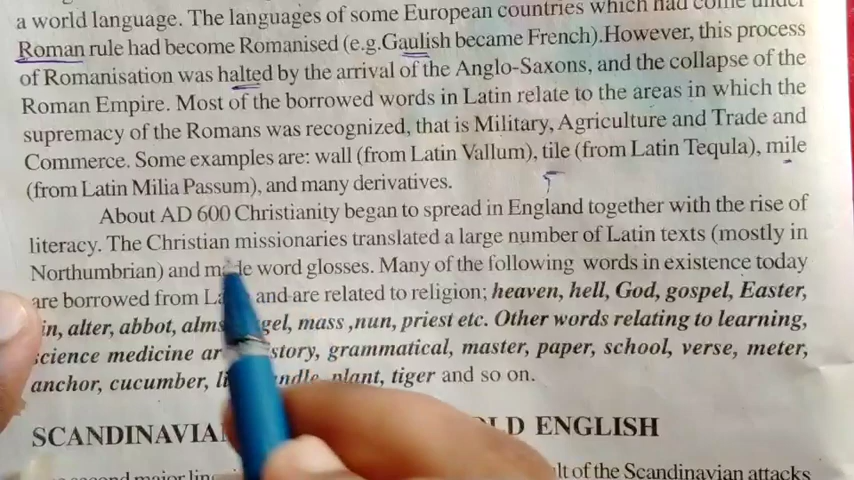 a world language. The languages of some European countries which had come under
Roman rule had become Romanised (e.g.Gaulish became French).However, this process
of Romanisation was halted by the arrival of the Anglo-Saxons, and the collapse of the
Roman Empire. Most of the borrowed words in Latin relate to the areas in which the
supremacy of the Romans was recognized, that is Military, Agriculture and Trade and
Commerce. Some examples are: wall (from Latin Vallum), tile (from Latin Tequla), mile
(from Latin Milia Passum), and many derivatives.
About AD 600 Christianity began to spread in England together with the rise of
literacy. The Christian missionaries translated a large number of Latin texts (mostly in
Northumbrian) and made word glosses. Many of the following words in existence today
are borrowed from and are related to religion; heaven, hell, God, gospel, Easter,
alter, abbot, alms, mass ,nun, priest etc. Other words relating to learning,
science medicine grammatical, master, paper, school, verse, meter,
anchor, cucumber, plant, tiger and so on.
OLD ENGLISH
second major of the Scandinavian attacks